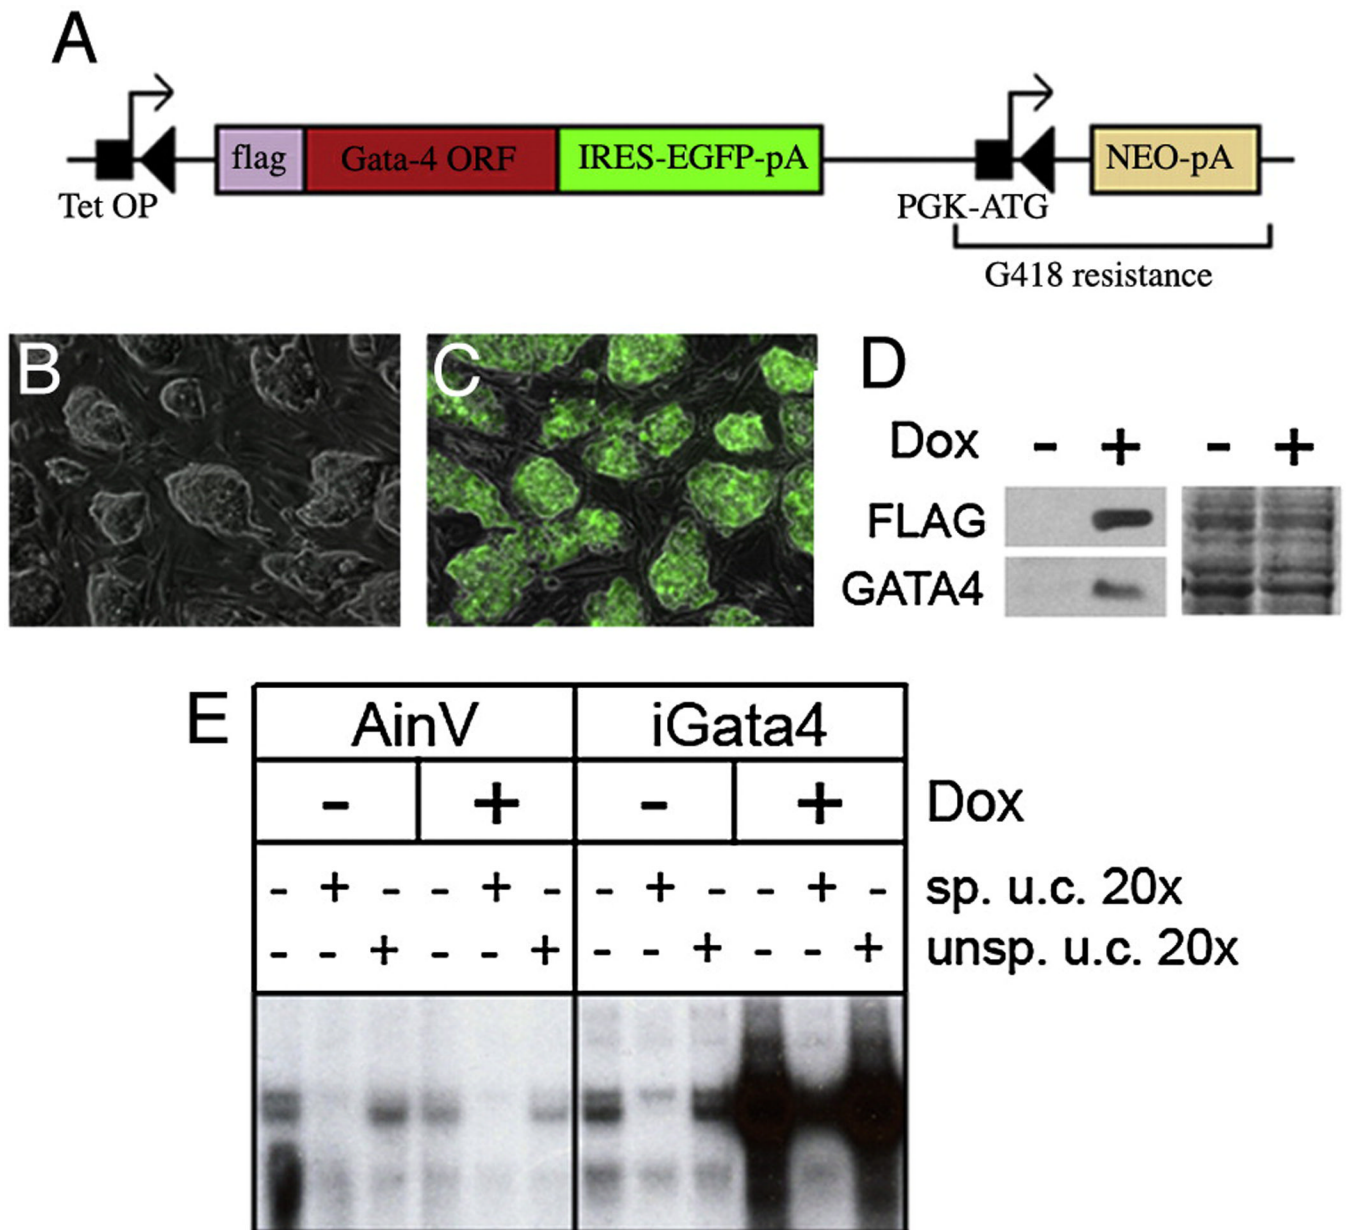 A
flag Gata-4 ORF IRES-EGFP-pA NEO-pA
Tet OP PGK-ATG
G418 resistance
B
C
D
Dox - + - +
FLAG
GATA4
E
AinV iGata4
- + - + Dox
- + - - + - - + - - + - sp. u.c. 20x
- - + - - + - - + - - + unsp. u.c. 20x